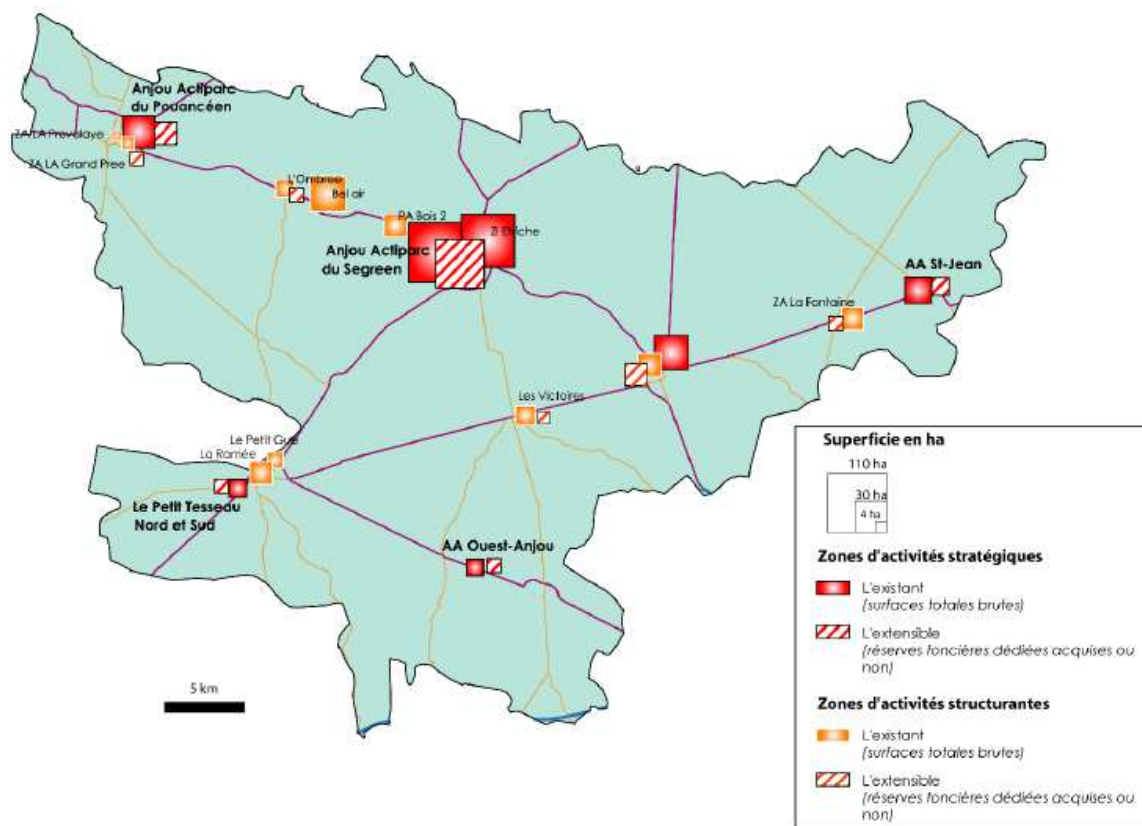 Anjou Actiparc
du Pouancéen
ZA LA Prevalaye
ZA LA Grand Pree
L'Ombree
Bel air
PA Bois 2
ZI Etriche
Anjou Actiparc
du Segreen
AA St-Jean
ZA La Fontaine
Les Victoires
Le Petit Gué
La Ramée
Le Petit Tesseau
Nord et Sud
AA Ouest-Anjou
5 km
Superficie en ha
110 ha
30 ha
4 ha
Zones d'activités stratégiques
L'existant
(surfaces totales brutes)
L'extensible
(réserves foncières dédiées acquises ou
non)
Zones d'activités structurantes
L'existant
(surfaces totales brutes)
L'extensible
(réserves foncières dédiées acquises ou
non)